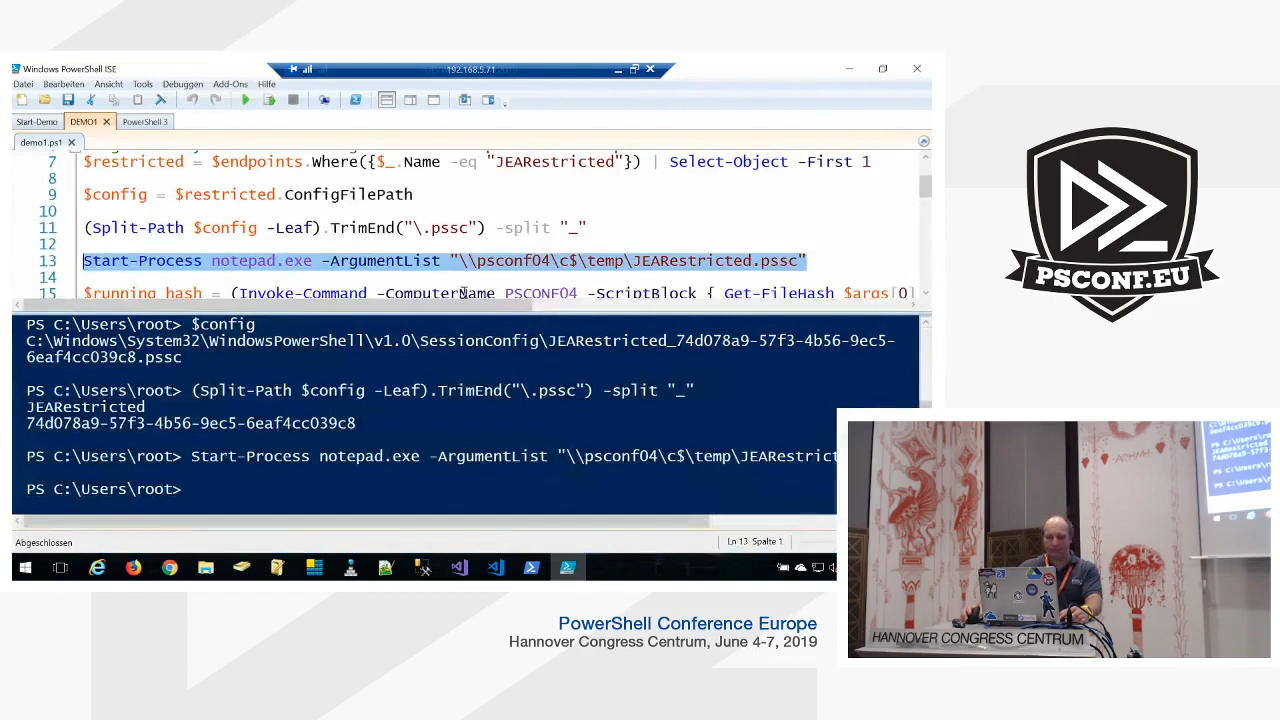 Windows PowerShell ISE
192.168.5.71
Datei Bearbeiten Ansicht Tools Debuggen Add-Ons Hilfe
Start-Demo DEMO1 PowerShell 3
demo1.ps1
7 $restricted = $endpoints.Where({$_.Name -eq "JEARestricted"}) | Select-Object -First 1
8
9 $config = $restricted.ConfigFilePath
10
11 (Split-Path $config -Leaf).TrimEnd("\.pssc") -split "_"
12
13 Start-Process notepad.exe -ArgumentList "\\psconf04\c$\temp\JEARestricted.pssc"
15 $running_hash = (Invoke-Command -ComputerName PSCONF04 -ScriptBlock { Get-FileHash $args[0]
PS C:\Users\root> $config
C:\Windows\System32\WindowsPowerShell\v1.0\SessionConfig\JEARestricted_74d078a9-57f3-4b56-9ec5-
6eaf4cc039c8.pssc
PS C:\Users\root> (Split-Path $config -Leaf).TrimEnd("\.pssc") -split "_"
JEARestricted
74d078a9-57f3-4b56-9ec5-6eaf4cc039c8
PS C:\Users\root> Start-Process notepad.exe -ArgumentList "\\psconf04\c$\temp\JEARestrict
PS C:\Users\root>
Abgeschlossen
Ln 13 Spalte 1
PSCONF.EU
HANNOVER CONGRESS CENTRUM
PowerShell Conference Europe
Hannover Congress Centrum, June 4-7, 2019